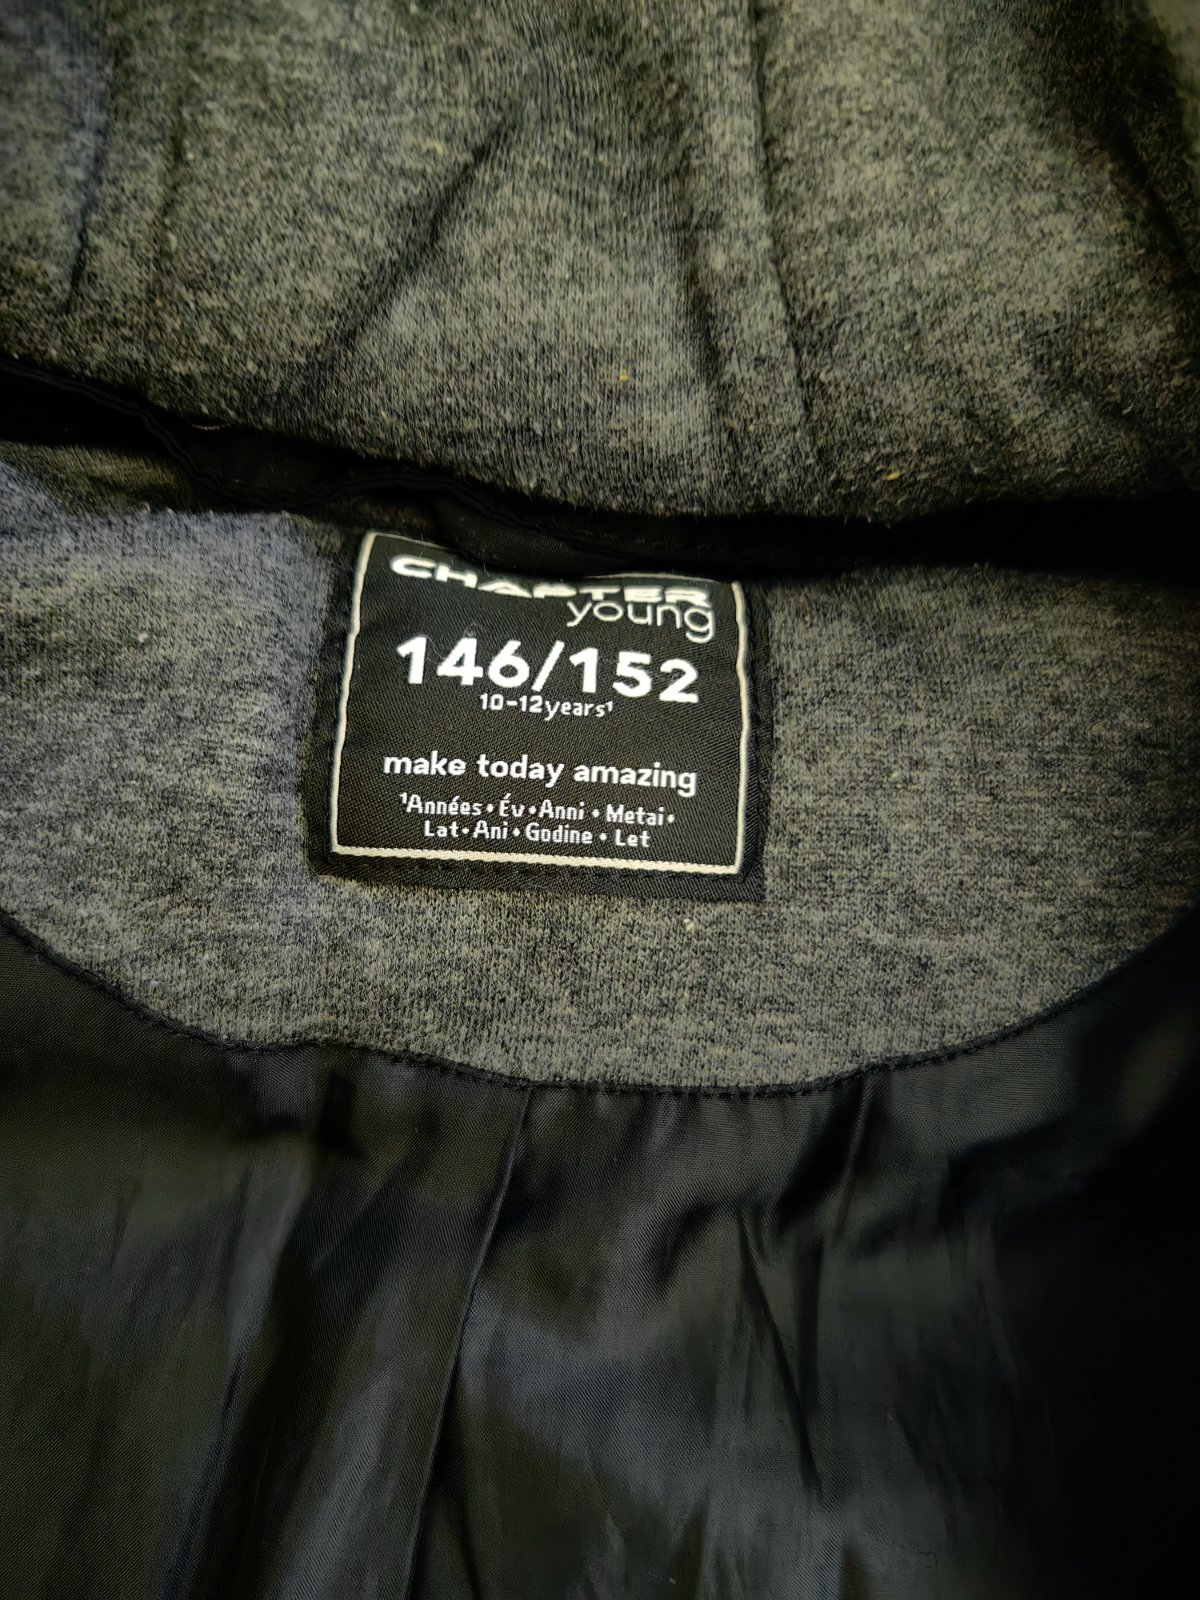 CHAPTER
young
146/152
10-12years¹
make today amazing
¹Années • Év • Anni • Metai •
Lat • Ani • Godine • Let